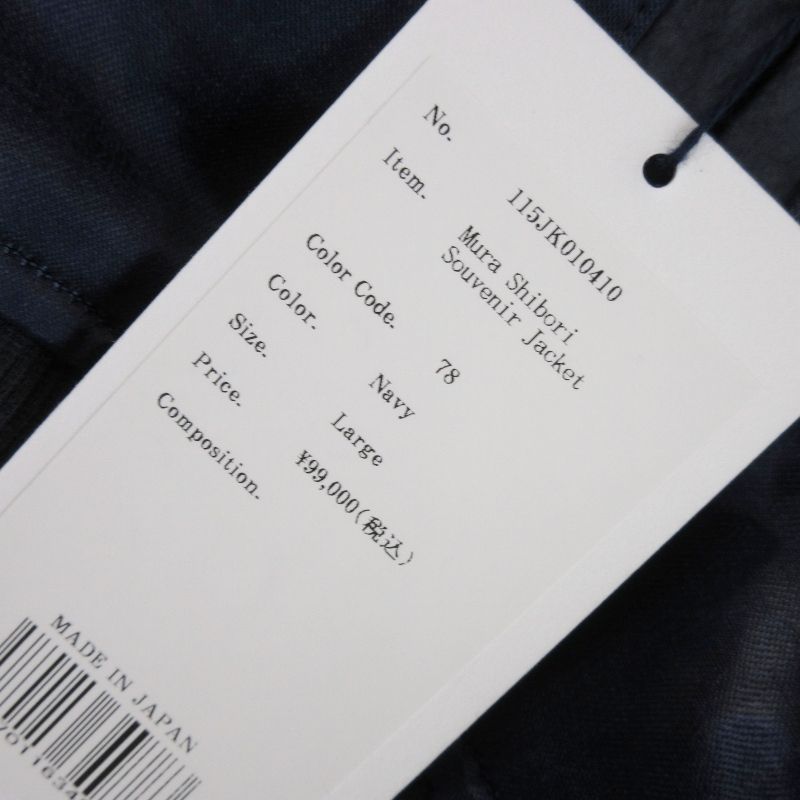 No. 115JK010410
Item. Mura Shibori
Souvenir Jacket
Color Code. 78
Color. Navy
Size. Large
Price. ¥99,000(税込)
Composition.
MADE IN JAPAN